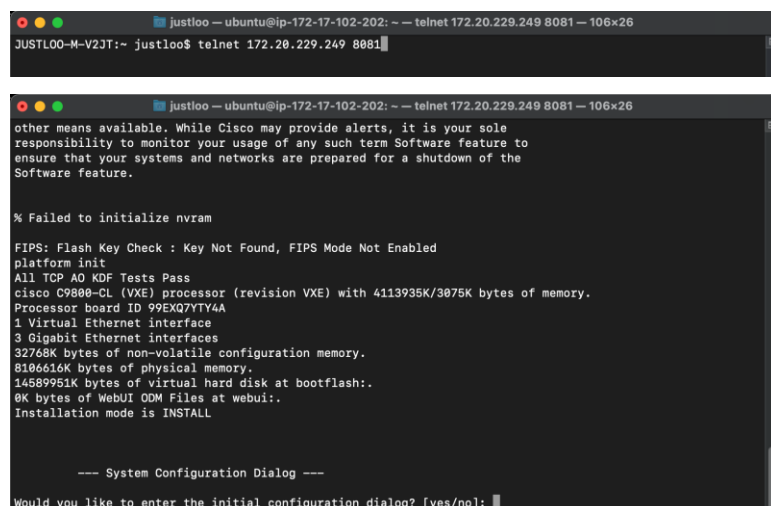 justloo — ubuntu@ip-172-17-102-202: ~ — telnet 172.20.229.249 8081 — 106×26
JUSTLOO-M-V2JT:~ justloo$ telnet 172.20.229.249 8081
justloo — ubuntu@ip-172-17-102-202: ~ — telnet 172.20.229.249 8081 — 106×26
other means available. While Cisco may provide alerts, it is your sole
responsibility to monitor your usage of any such term Software feature to
ensure that your systems and networks are prepared for a shutdown of the
Software feature.
% Failed to initialize nvram
FIPS: Flash Key Check : Key Not Found, FIPS Mode Not Enabled
platform init
All TCP AO KDF Tests Pass
cisco C9800-CL (VXE) processor (revision VXE) with 4113935K/3075K bytes of memory.
Processor board ID 99EXQ7YTY4A
1 Virtual Ethernet interface
3 Gigabit Ethernet interfaces
32768K bytes of non-volatile configuration memory.
8106616K bytes of physical memory.
14589951K bytes of virtual hard disk at bootflash:.
0K bytes of WebUI ODM Files at webui:.
Installation mode is INSTALL
--- System Configuration Dialog ---
Would you like to enter the initial configuration dialog? [yes/no]: